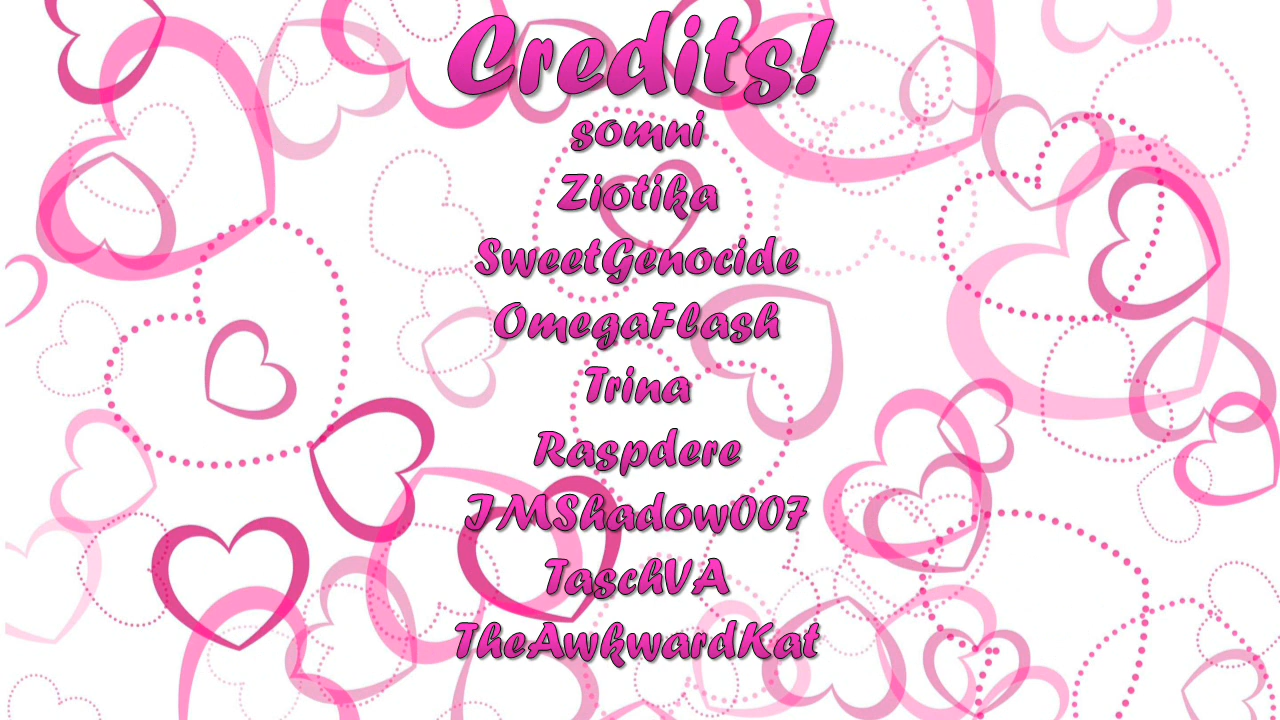 Credits!
somni
Ziotika
SweetGenocide
OmegaFlash
Trina
Raspdere
JMShadow007
TaschVA
TheAwkwardKat